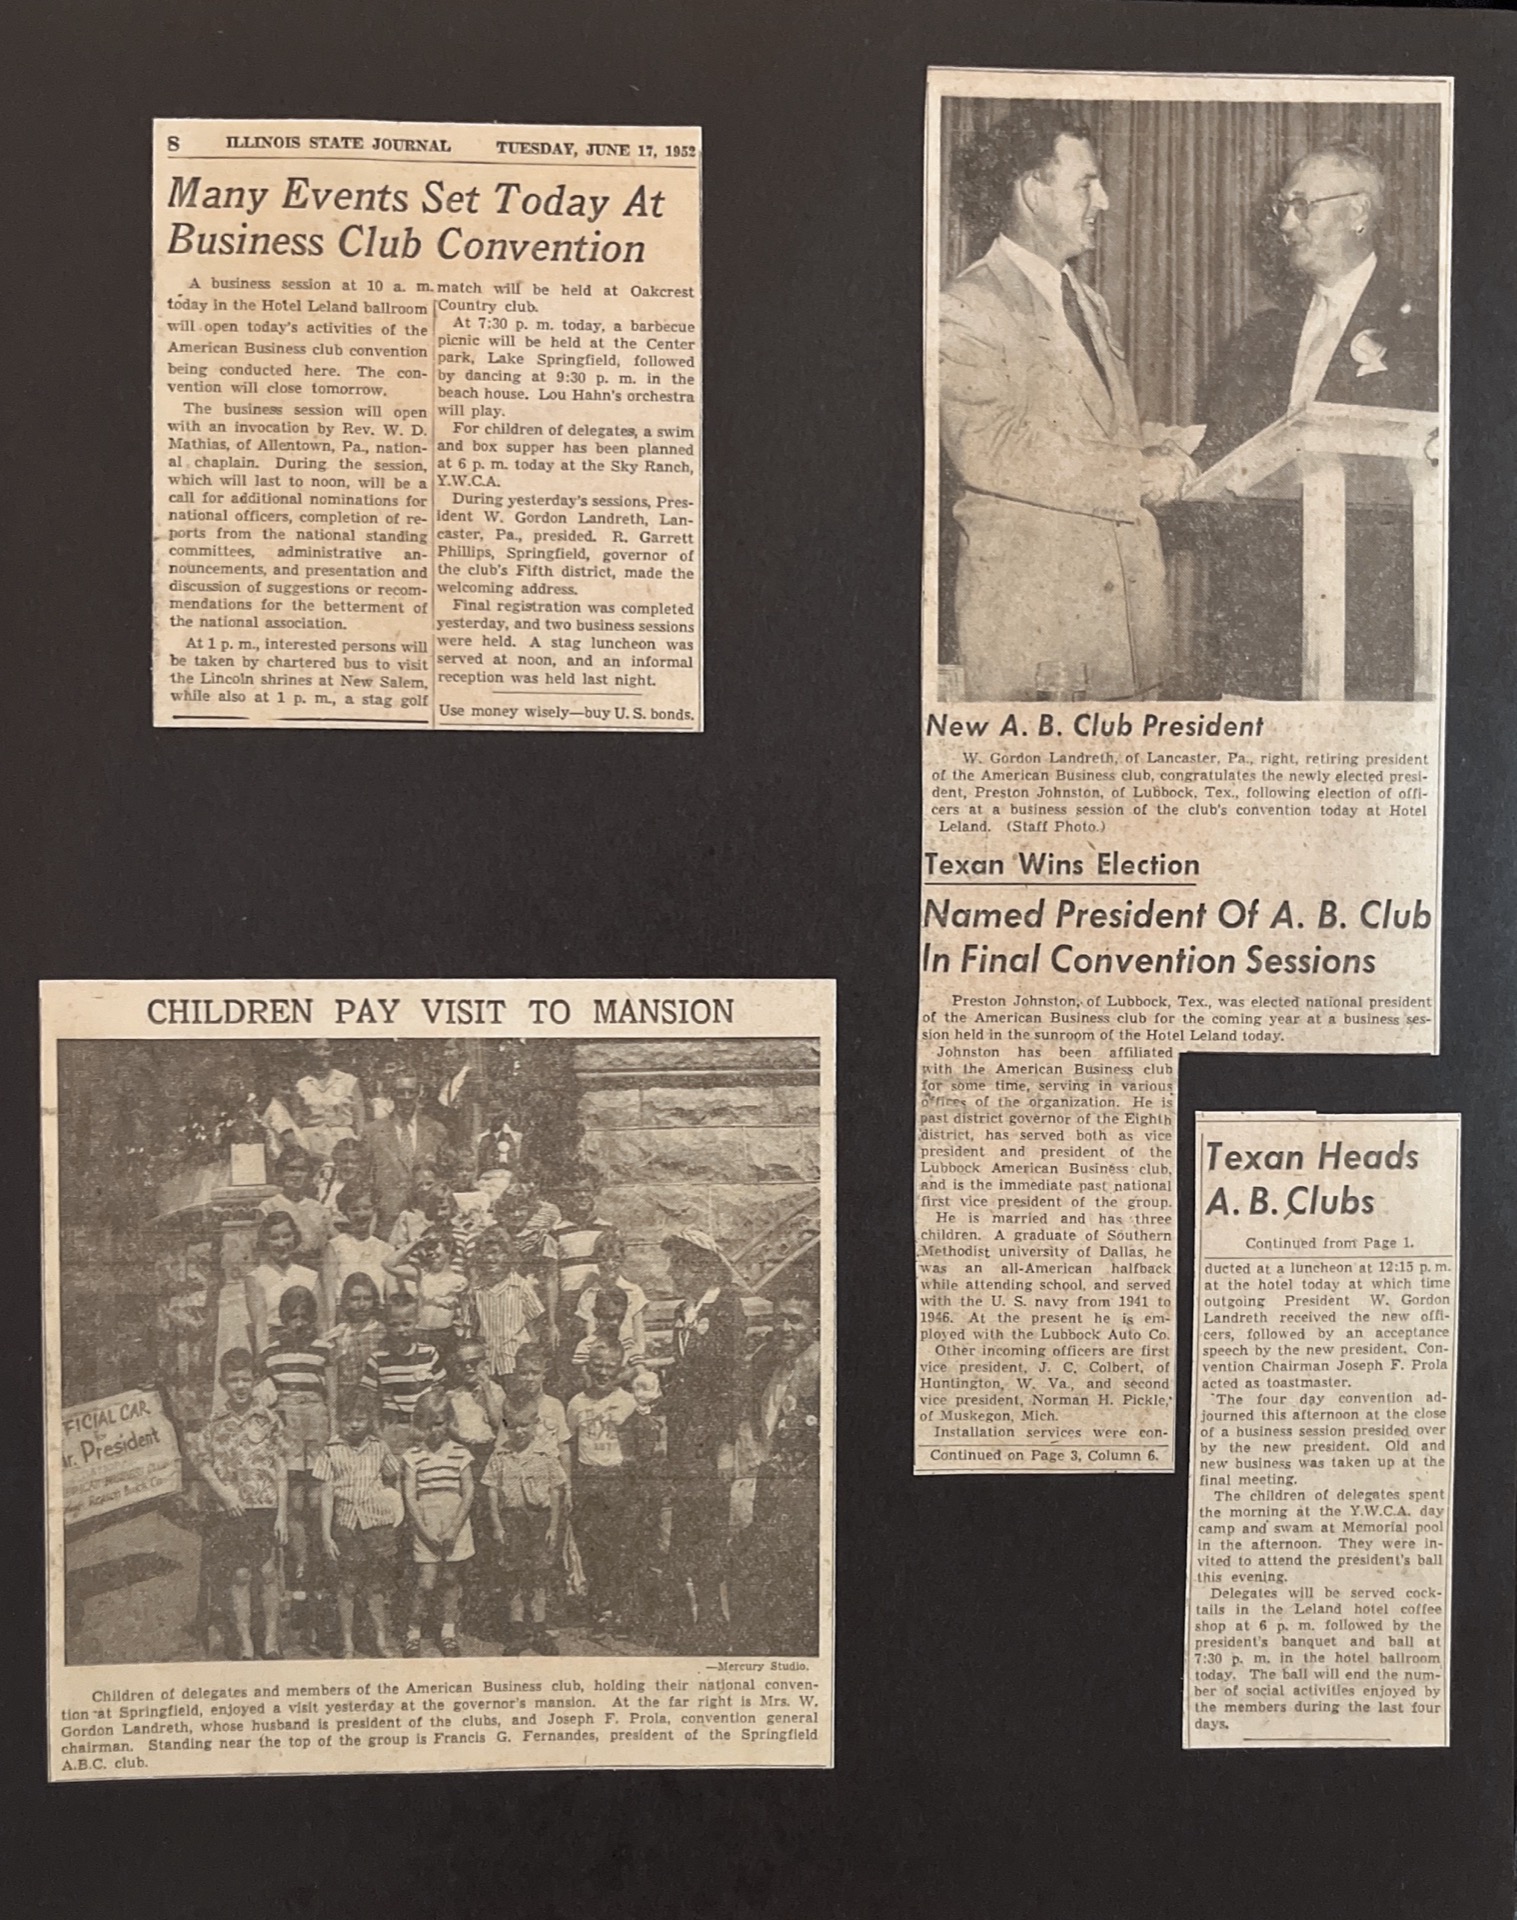 8 ILLINOIS STATE JOURNAL TUESDAY, JUNE 17, 1952
Many Events Set Today At
Business Club Convention
A business session at 10 a. m.
today in the Hotel Leland ballroom
will open today's activities of the
American Business club convention
being conducted here. The con-
vention will close tomorrow.
The business session will open
with an invocation by Rev. W. D.
Mathias, of Allentown, Pa., nation-
al chaplain. During the session,
which will last to noon, will be a
call for additional nominations for
national officers, completion of re-
ports from the national standing
committees, administrative an-
nouncements, and presentation and
discussion of suggestions or recom-
mendations for the betterment of
the national association.
At 1 p. m., interested persons will
be taken by chartered bus to visit
the Lincoln shrines at New Salem,
while also at 1 p. m., a stag golf
match will be held at Oakcrest
Country club.
At 7:30 p. m. today, a barbecue
picnic will be held at the Center
park, Lake Springfield, followed
by dancing at 9:30 p. m. in the
beach house. Lou Hahn's orchestra
will play.
For children of delegates, a swim
and box supper has been planned
at 6 p. m. today at the Sky Ranch,
Y.W.C.A.
During yesterday's sessions, Pres-
ident W. Gordon Landreth, Lan-
caster, Pa., presided. R. Garrett
Phillips, Springfield, governor of
the club's Fifth district, made the
welcoming address.
Final registration was completed
yesterday, and two business sessions
were held. A stag luncheon was
served at noon, and an informal
reception was held last night.
Use money wisely—buy U. S. bonds.
CHILDREN PAY VISIT TO MANSION
FICIAL CAR
r. President
—Mercury Studio.
Children of delegates and members of the American Business club, holding their national conven-
tion at Springfield, enjoyed a visit yesterday at the governor's mansion. At the far right is Mrs. W.
Gordon Landreth, whose husband is president of the clubs, and Joseph F. Prola, convention general
chairman. Standing near the top of the group is Francis G. Fernandes, president of the Springfield
A.B.C. club.
New A. B. Club President
W. Gordon Landreth, of Lancaster, Pa., right, retiring president
of the American Business club, congratulates the newly elected presi-
dent, Preston Johnston, of Lubbock, Tex., following election of offi-
cers at a business session of the club's convention today at Hotel
Leland. (Staff Photo.)
Texan Wins Election
Named President Of A. B. Club
In Final Convention Sessions
Preston Johnston, of Lubbock, Tex., was elected national president
of the American Business club for the coming year at a business ses-
sion held in the sunroom of the Hotel Leland today.
Johnston has been affiliated
with the American Business club
for some time, serving in various
offices of the organization. He is
past district governor of the Eighth
district, has served both as vice
president and president of the
Lubbock American Business club,
and is the immediate past national
first vice president of the group.
He is married and has three
children. A graduate of Southern
Methodist university of Dallas, he
was an all-American halfback
while attending school, and served
with the U. S. navy from 1941 to
1946. At the present he is em-
ployed with the Lubbock Auto Co.
Other incoming officers are first
vice president, J. C. Colbert, of
Huntington, W. Va., and second
vice president, Norman H. Pickle,
of Muskegon, Mich.
Installation services were con-
Continued on Page 3, Column 6.
Texan Heads
A. B. Clubs
Continued from Page 1.
ducted at a luncheon at 12:15 p. m.
at the hotel today at which time
outgoing President W. Gordon
Landreth received the new offi-
cers, followed by an acceptance
speech by the new president. Con-
vention Chairman Joseph F. Prola
acted as toastmaster.
The four day convention ad-
journed this afternoon at the close
of a business session presided over
by the new president. Old and
new business was taken up at the
final meeting.
The children of delegates spent
the morning at the Y.W.C.A. day
camp and swam at Memorial pool
in the afternoon. They were in-
vited to attend the president's ball
this evening.
Delegates will be served cock-
tails in the Leland hotel coffee
shop at 6 p. m. followed by the
president's banquet and ball at
7:30 p. m. in the hotel ballroom
today. The ball will end the num-
ber of social activities enjoyed by
the members during the last four
days.